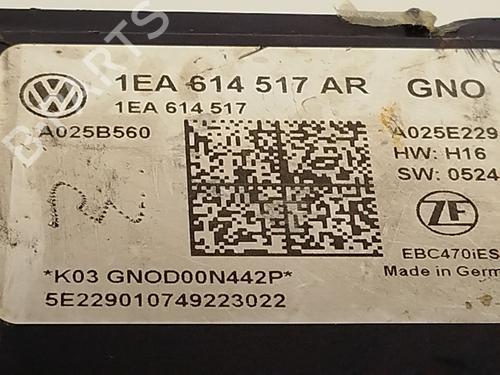 1EA 614 517 AR GNO
1EA 614 517
A025B560 A025E229
HW: H16
SW: 0524
ZF
EBC470iES
*K03 GNOD00N442P* Made in Germ
5E229010749223022